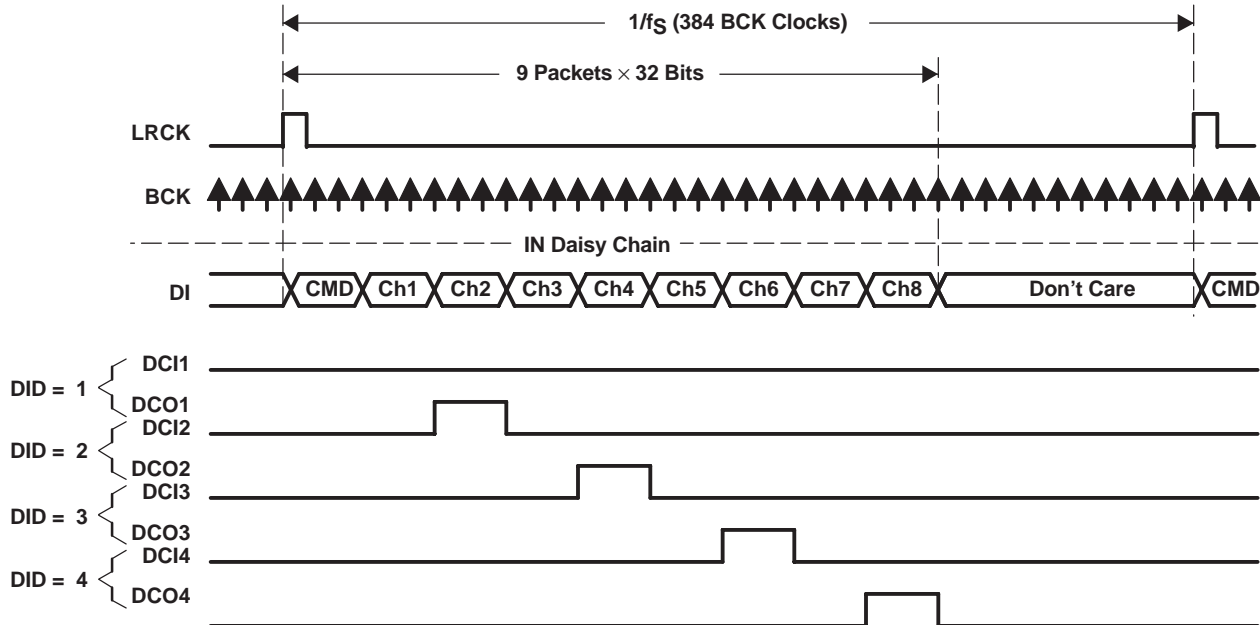 1/fS (384 BCK Clocks)
9 Packets × 32 Bits
LRCK
BCK
IN Daisy Chain
DI
CMD Ch1 Ch2 Ch3 Ch4 Ch5 Ch6 Ch7 Ch8 Don't Care CMD
DCI1
DID = 1
DCO1
DCI2
DID = 2
DCO2
DCI3
DID = 3
DCO3
DCI4
DID = 4
DCO4